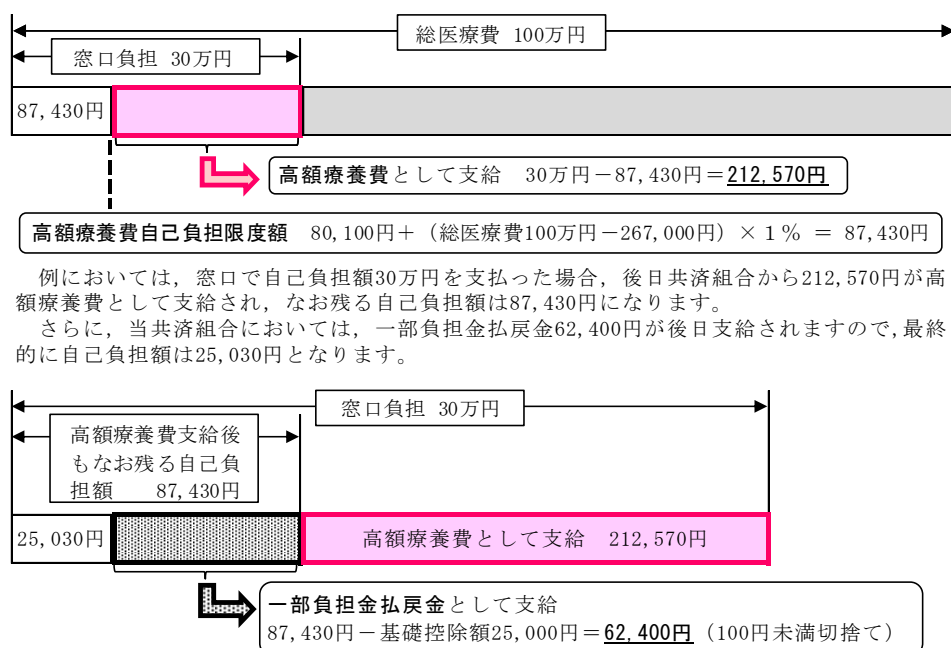 総医療費 100万円
窓口負担 30万円
87,430円
高額療養費として支給　30万円－87,430円＝212,570円
高額療養費自己負担限度額　80,100円＋（総医療費100万円－267,000円）×１％ ＝ 87,430円
例においては，窓口で自己負担額30万円を支払った場合，後日共済組合から212,570円が高
額療養費として支給され，なお残る自己負担額は87,430円になります。
さらに，当共済組合においては，一部負担金払戻金62,400円が後日支給されますので,最終
的に自己負担額は25,030円となります。
窓口負担 30万円
高額療養費支給後
もなお残る自己負
担額　　87,430円
25,030円
高額療養費として支給　212,570円
一部負担金払戻金として支給
87,430円－基礎控除額25,000円＝62,400円（100円未満切捨て）